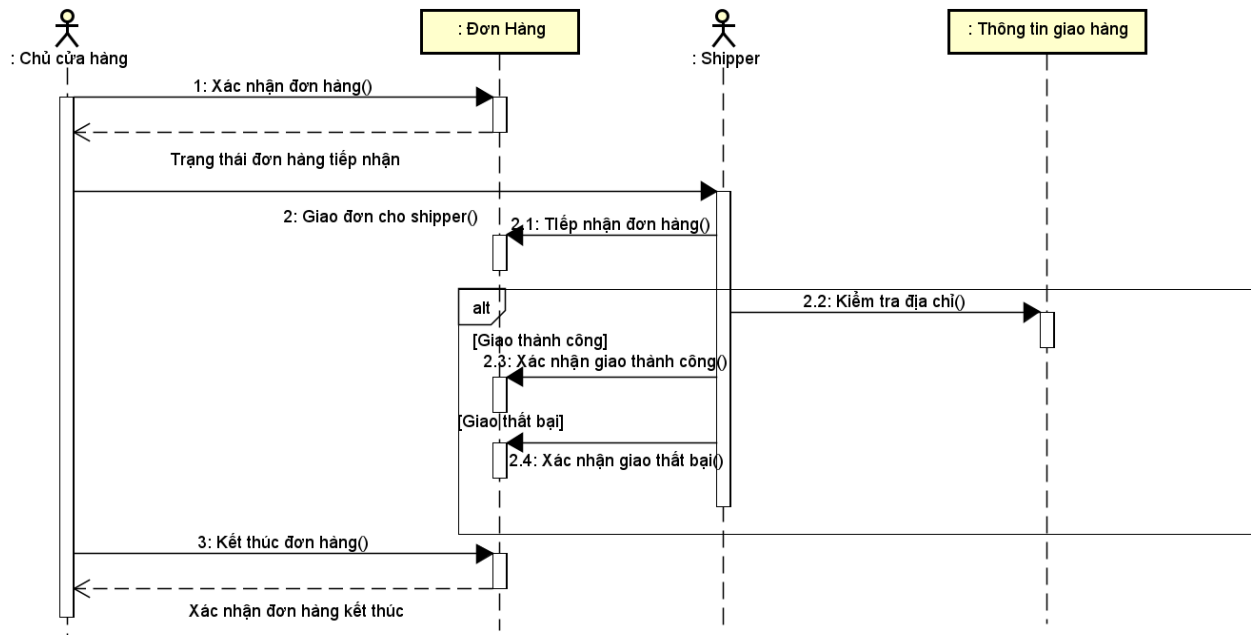 : Chủ cửa hàng
: Đơn Hàng
: Shipper
: Thông tin giao hàng
1: Xác nhận đơn hàng()
Trạng thái đơn hàng tiếp nhận
2: Giao đơn cho shipper()
2.1: TIếp nhận đơn hàng()
alt
2.2: Kiểm tra địa chỉ()
[Giao thành công]
2.3: Xác nhận giao thành công()
[Giao thất bại]
2.4: Xác nhận giao thất bại()
3: Kết thúc đơn hàng()
Xác nhận đơn hàng kết thúc